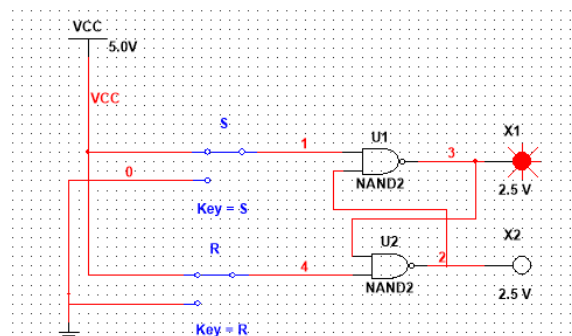 VCC
5.0V
VCC
S
1
U1
3
X1
0
NAND2
2.5 V
Key = S
R
U2
X2
4
2
NAND2
2.5 V
Key = R